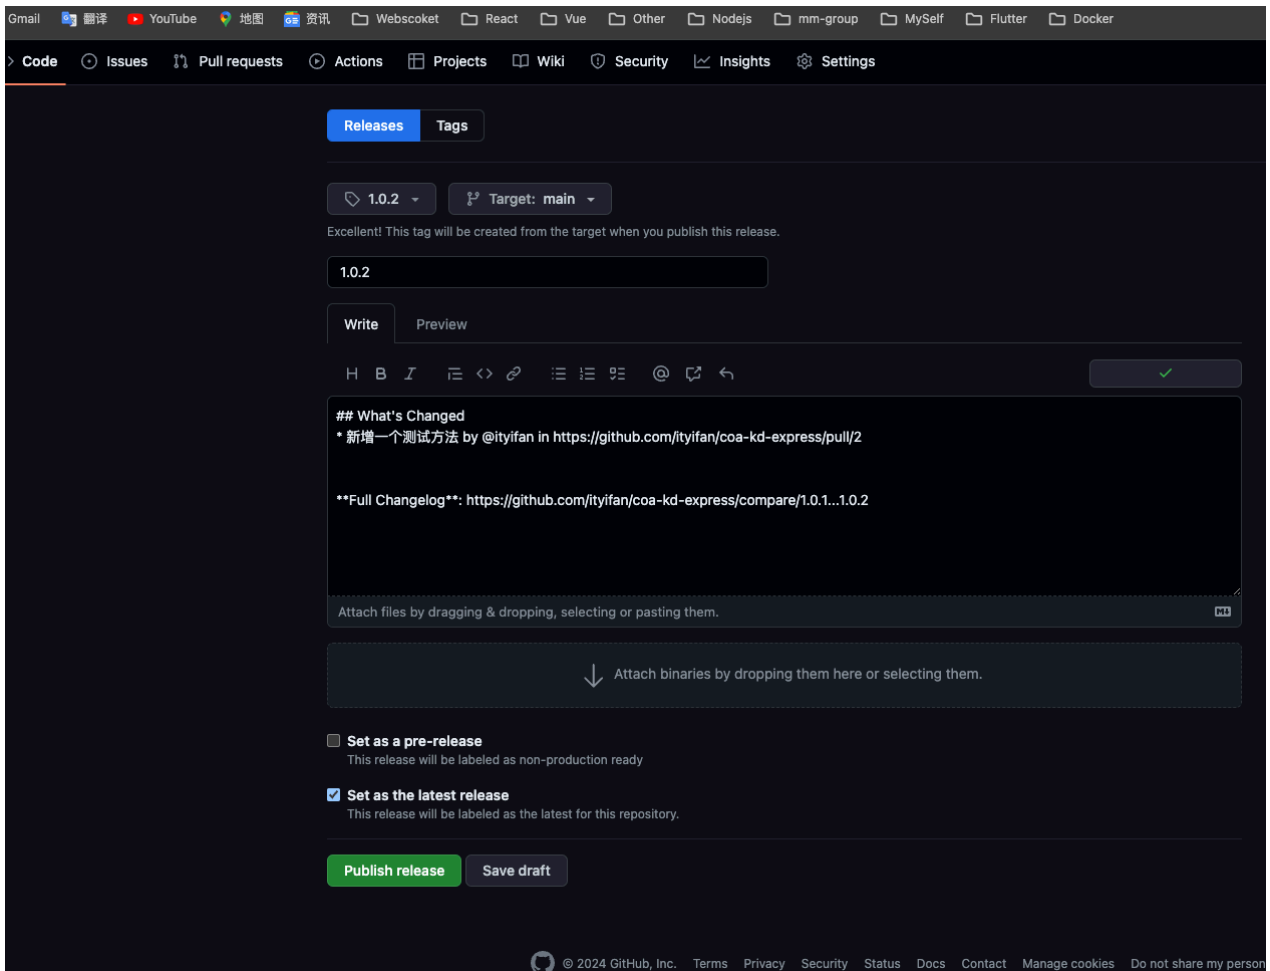 Gmail 翻译 YouTube 地图 资讯 Webscoket React Vue Other Nodejs mm-group MySelf Flutter Docker
Code Issues Pull requests Actions Projects Wiki Security Insights Settings
Releases Tags
1.0.2 Target: main
Excellent! This tag will be created from the target when you publish this release.
1.0.2
Write Preview
## What's Changed
* 新增一个测试方法 by @ityifan in https://github.com/ityifan/coa-kd-express/pull/2
**Full Changelog**: https://github.com/ityifan/coa-kd-express/compare/1.0.1...1.0.2
Attach files by dragging & dropping, selecting or pasting them.
Attach binaries by dropping them here or selecting them.
Set as a pre-release
This release will be labeled as non-production ready
Set as the latest release
This release will be labeled as the latest for this repository.
Publish release Save draft
© 2024 GitHub, Inc. Terms Privacy Security Status Docs Contact Manage cookies Do not share my person